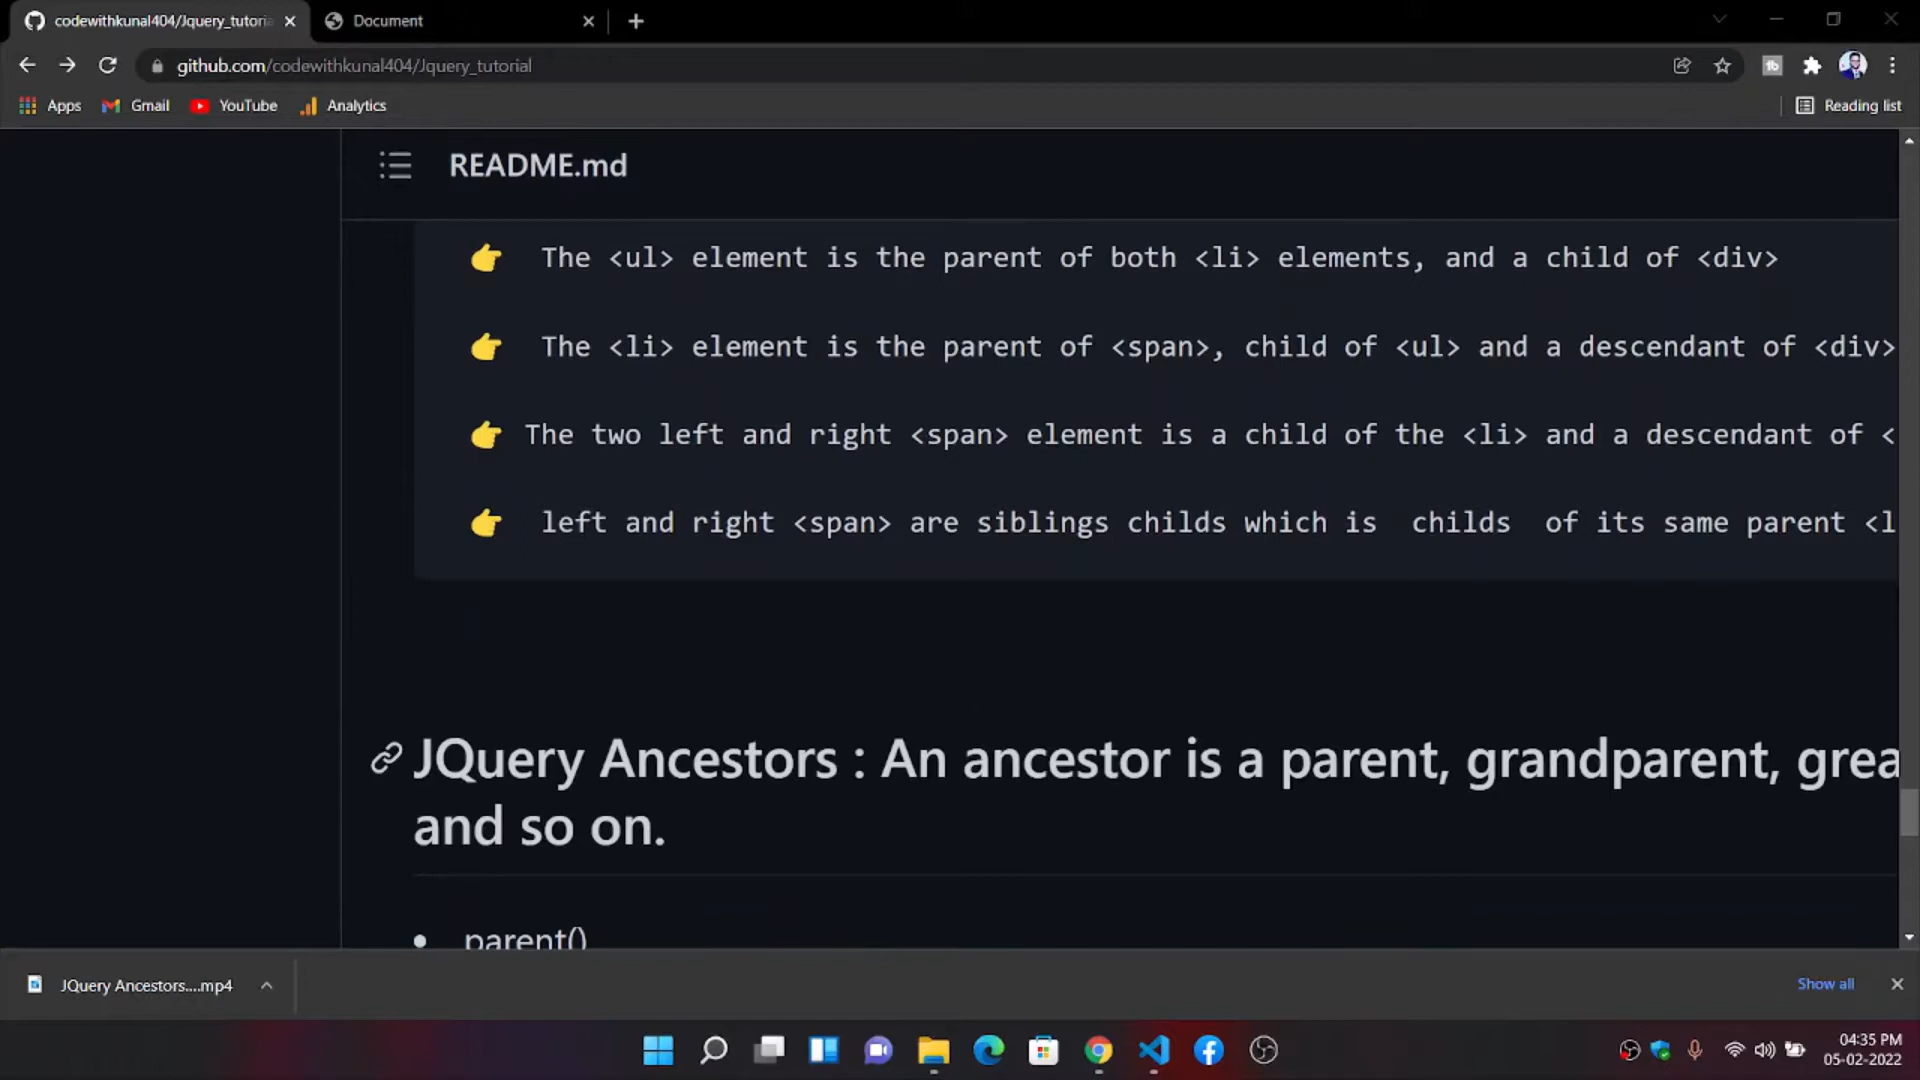 codewithkunal404/Jquery_tutoria
Document
github.com/codewithkunal404/Jquery_tutorial
Apps
Gmail
YouTube
Analytics
Reading list
README.md
👉 The <ul> element is the parent of both <li> elements, and a child of <div>
👉 The <li> element is the parent of <span>, child of <ul> and a descendant of <div>
👉 The two left and right <span> element is a child of the <li> and a descendant of <
👉 left and right <span> are siblings childs which is childs of its same parent <l
JQuery Ancestors : An ancestor is a parent, grandparent, grea
and so on.
• parent()
JQuery Ancestors....mp4
Show all
04:35 PM
05-02-2022